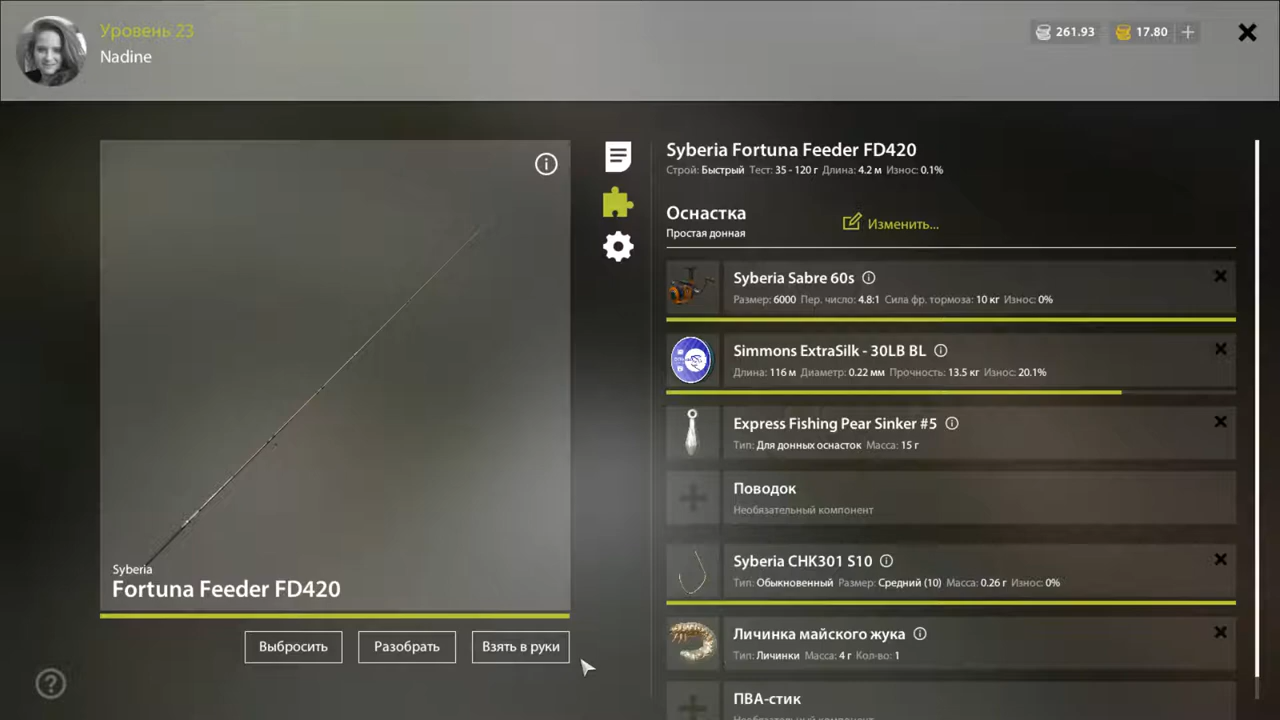 Уровень 23
Nadine
261.93
17.80
Syberia
Fortuna Feeder FD420
Выбросить
Разобрать
Взять в руки
Syberia Fortuna Feeder FD420
Строй: Быстрый Тест: 35 - 120 г Длина: 4.2 м Износ: 0.1%
Оснастка
Простая донная
Изменить...
Syberia Sabre 60s
Размер: 6000 Пер. число: 4.8:1 Сила фр. тормоза: 10 кг Износ: 0%
Simmons ExtraSilk - 30LB BL
Длина: 116 м Диаметр: 0.22 мм Прочность: 13.5 кг Износ: 20.1%
Express Fishing Pear Sinker #5
Тип: Для донных оснасток Масса: 15 г
Поводок
Необязательный компонент
Syberia CHK301 S10
Тип: Обыкновенный Размер: Средний (10) Масса: 0.26 г Износ: 0%
Личинка майского жука
Тип: Личинки Масса: 4 г Кол-во: 1
ПВА-стик
Необязательный компонент